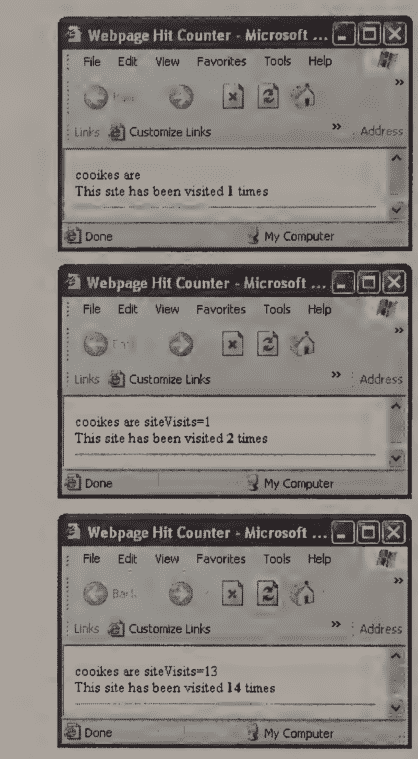 Webpage Hit Counter - Microsoft ...
File Edit View Favorites Tools Help
»
Links Customize Links » Address
cooikes are
This site has been visited 1 times
Done My Computer
Webpage Hit Counter - Microsoft ...
File Edit View Favorites Tools Help
»
Links Customize Links » Address
cooikes are siteVisits=1
This site has been visited 2 times
Done My Computer
Webpage Hit Counter - Microsoft ...
File Edit View Favorites Tools Help
»
Back
Links Customize Links » Address
cooikes are siteVisits=13
This site has been visited 14 times
Done My Computer